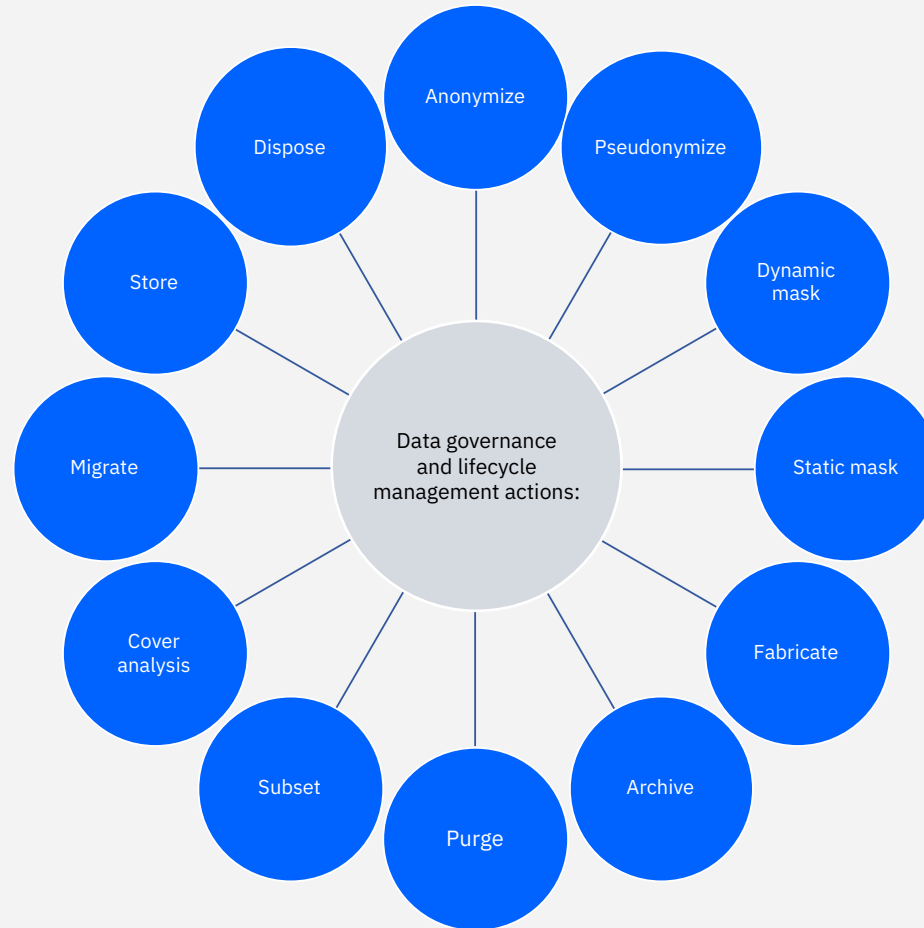 Anonymize
Pseudonymize
Dynamic
mask
Static mask
Fabricate
Archive
Purge
Subset
Cover
analysis
Migrate
Store
Dispose
Data governance
and lifecycle
management actions: